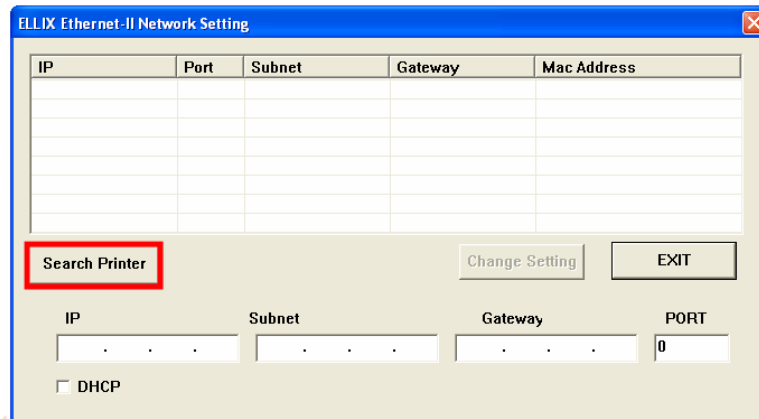 ELLIX Ethernet-II Network Setting
IP Port Subnet Gateway Mac Address
Search Printer Change Setting EXIT
IP Subnet Gateway PORT
. . . . . . . . . 0
DHCP